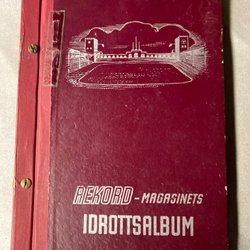 REKORD - MAGASINETS
IDROTTSALBUM